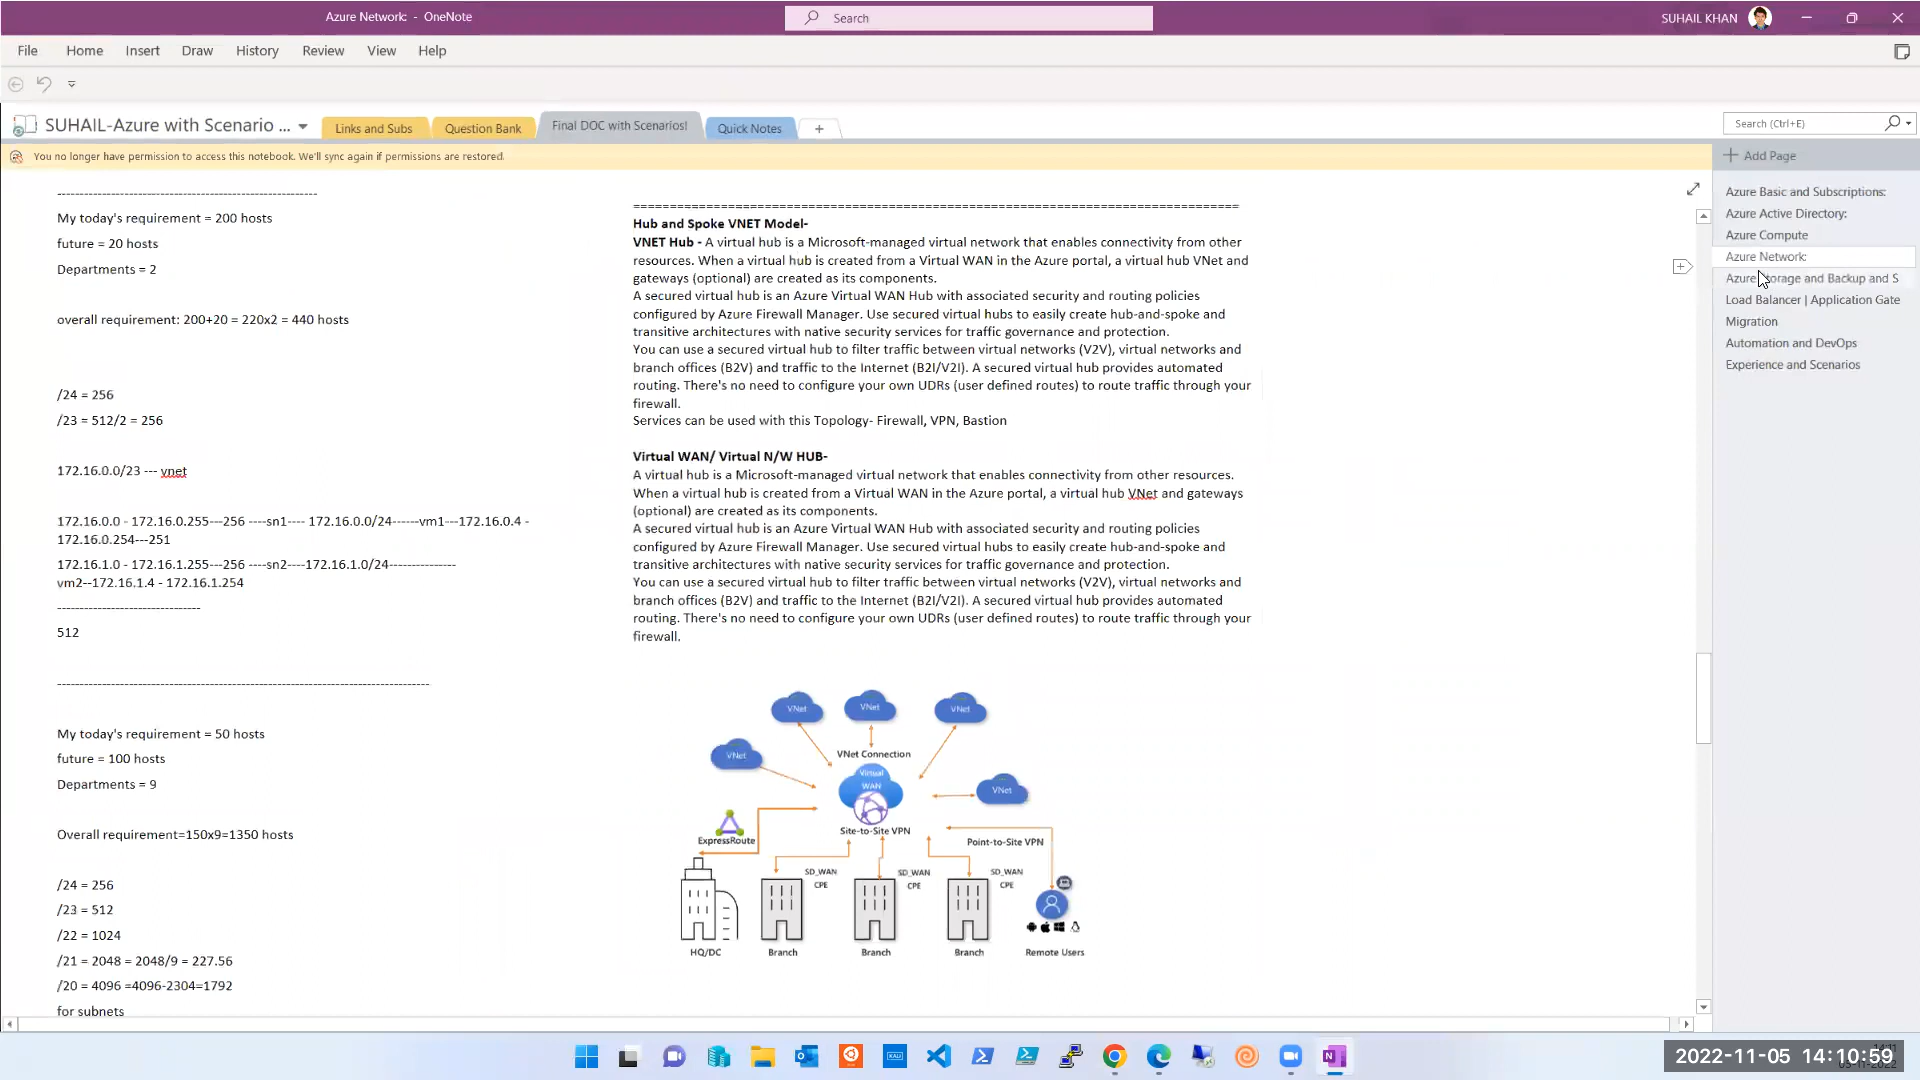 Azure Network: - OneNote
Search
SUHAIL KHAN
File
Home
Insert
Draw
History
Review
View
Help
SUHAIL-Azure with Scenario ...
Links and Subs
Question Bank
Final DOC with Scenarios!
Quick Notes
Search (Ctrl+E)
You no longer have permission to access this notebook. We'll sync again if permissions are restored.
----------------------------------------------------------
My today's requirement = 200 hosts
future = 20 hosts
Departments = 2
overall requirement: 200+20 = 220x2 = 440 hosts
/24 = 256
/23 = 512/2 = 256
172.16.0.0/23 --- vnet
172.16.0.0 - 172.16.0.255---256 ----sn1---- 172.16.0.0/24------vm1---172.16.0.4 -
172.16.0.254---251
172.16.1.0 - 172.16.1.255---256 ----sn2----172.16.1.0/24---------------
vm2--172.16.1.4 - 172.16.1.254
--------------------------------
512
-----------------------------------------------------------------------------------
My today's requirement = 50 hosts
future = 100 hosts
Departments = 9
Overall requirement=150x9=1350 hosts
/24 = 256
/23 = 512
/22 = 1024
/21 = 2048 = 2048/9 = 227.56
/20 = 4096 =4096-2304=1792
for subnets
===================================================================================
Hub and Spoke VNET Model-
VNET Hub - A virtual hub is a Microsoft-managed virtual network that enables connectivity from other
resources. When a virtual hub is created from a Virtual WAN in the Azure portal, a virtual hub VNet and
gateways (optional) are created as its components.
A secured virtual hub is an Azure Virtual WAN Hub with associated security and routing policies
configured by Azure Firewall Manager. Use secured virtual hubs to easily create hub-and-spoke and
transitive architectures with native security services for traffic governance and protection.
You can use a secured virtual hub to filter traffic between virtual networks (V2V), virtual networks and
branch offices (B2V) and traffic to the Internet (B2I/V2I). A secured virtual hub provides automated
routing. There's no need to configure your own UDRs (user defined routes) to route traffic through your
firewall.
Services can be used with this Topology- Firewall, VPN, Bastion
Virtual WAN/ Virtual N/W HUB-
A virtual hub is a Microsoft-managed virtual network that enables connectivity from other resources.
When a virtual hub is created from a Virtual WAN in the Azure portal, a virtual hub VNet and gateways
(optional) are created as its components.
A secured virtual hub is an Azure Virtual WAN Hub with associated security and routing policies
configured by Azure Firewall Manager. Use secured virtual hubs to easily create hub-and-spoke and
transitive architectures with native security services for traffic governance and protection.
You can use a secured virtual hub to filter traffic between virtual networks (V2V), virtual networks and
branch offices (B2V) and traffic to the Internet (B2I/V2I). A secured virtual hub provides automated
routing. There's no need to configure your own UDRs (user defined routes) to route traffic through your
firewall.
VNet
VNet
VNet
VNet
VNet Connection
Virtual
WAN
VNet
Site-to-Site VPN
ExpressRoute
Point-to-Site VPN
SD_WAN
CPE
SD_WAN
CPE
SD_WAN
CPE
HQ/DC
Branch
Branch
Branch
Remote Users
Add Page
Azure Basic and Subscriptions:
Azure Active Directory:
Azure Compute
Azure Network:
Azure Storage and Backup and S
Load Balancer | Application Gate
Migration
Automation and DevOps
Experience and Scenarios
2022-11-05 14:10:59